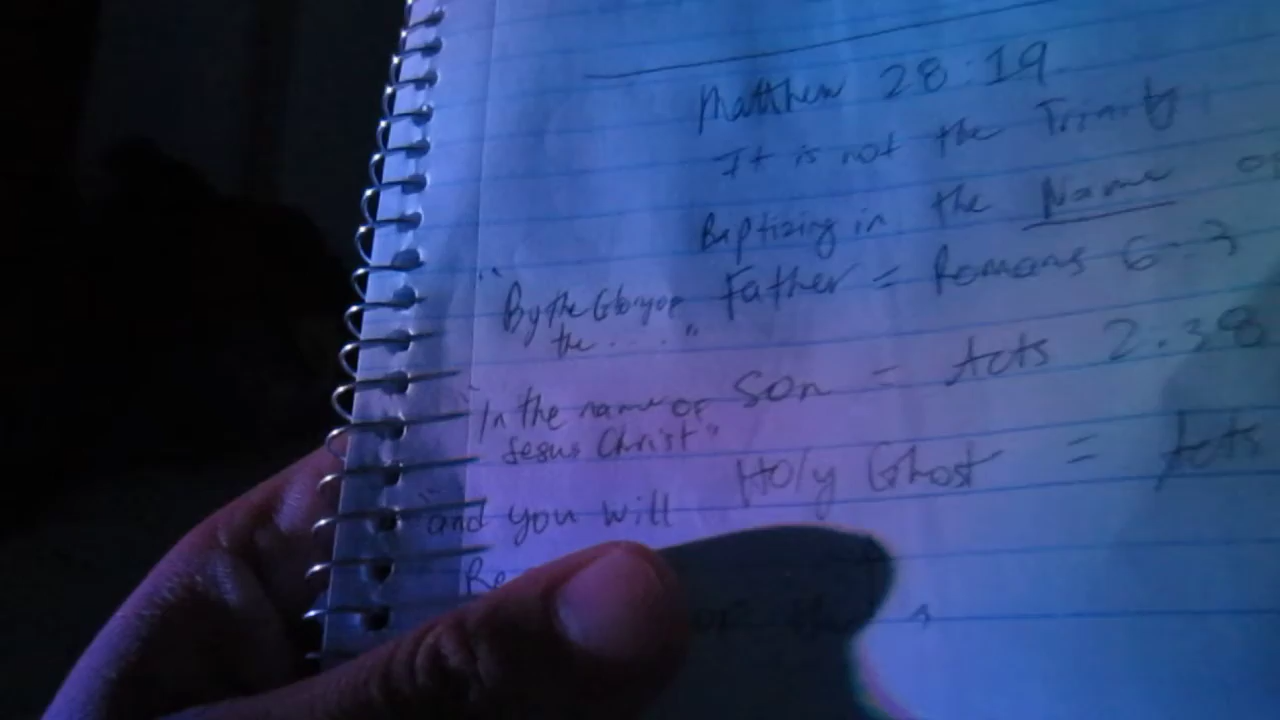 Matthew 28:19
It is not the Trinity
Baptizing in the Name
"By the Glory of Father = Romans 6-3
the . . . . "
"In the name of Son = Acts 2:38
Jesus Christ"
"and you will Holy Ghost = Acts